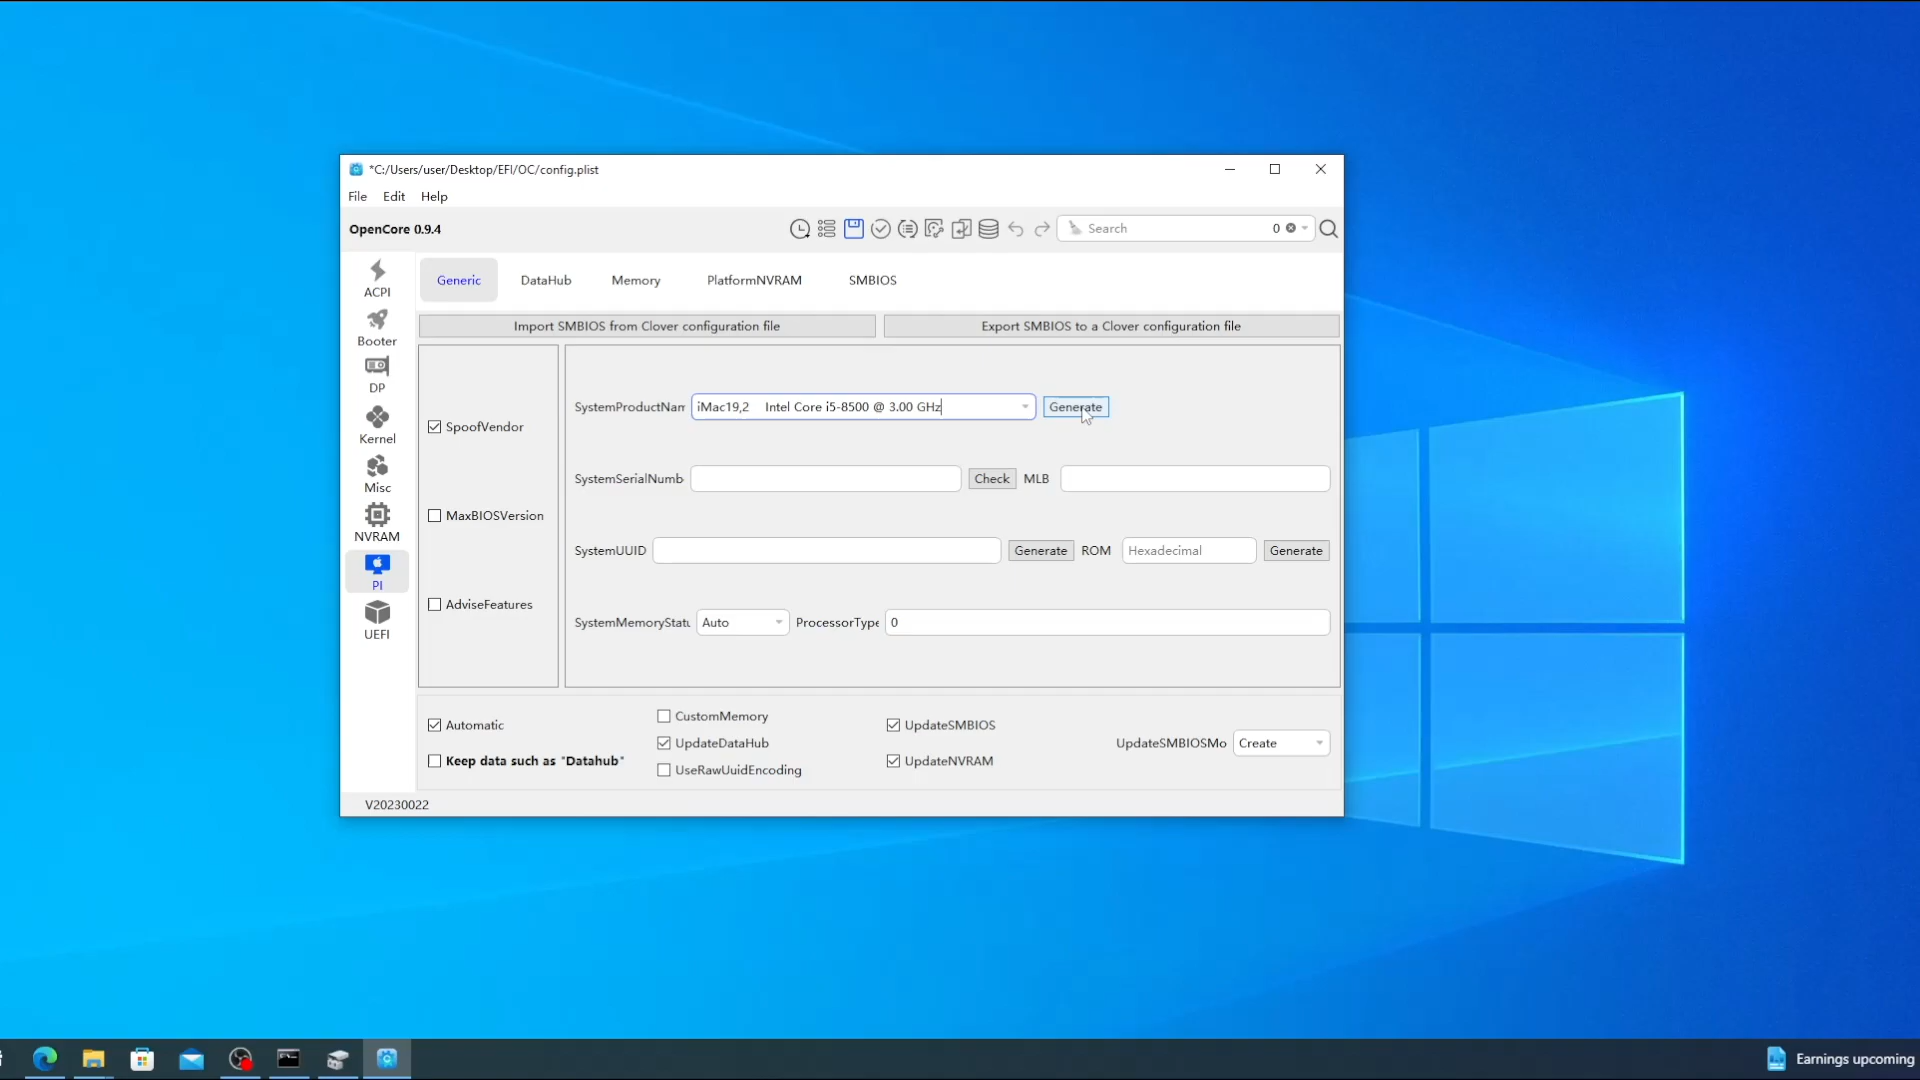 *C:/Users/user/Desktop/EFI/OC/config.plist
File Edit Help
OpenCore 0.9.4
Search 0
ACPI
Booter
DP
Kernel
Misc
NVRAM
PI
UEFI
Generic DataHub Memory PlatformNVRAM SMBIOS
Import SMBIOS from Clover configuration file Export SMBIOS to a Clover configuration file
SpoofVendor
MaxBIOSVersion
AdviseFeatures
SystemProductNam iMac19,2 Intel Core i5-8500 @ 3.00 GHz Generate
SystemSerialNumb Check MLB
SystemUUID Generate ROM Hexadecimal Generate
SystemMemoryStatu Auto ProcessorType 0
Automatic
Keep data such as "Datahub"
CustomMemory
UpdateDataHub
UseRawUuidEncoding
UpdateSMBIOS
UpdateNVRAM
UpdateSMBIOSMo Create
V20230022
Earnings upcoming